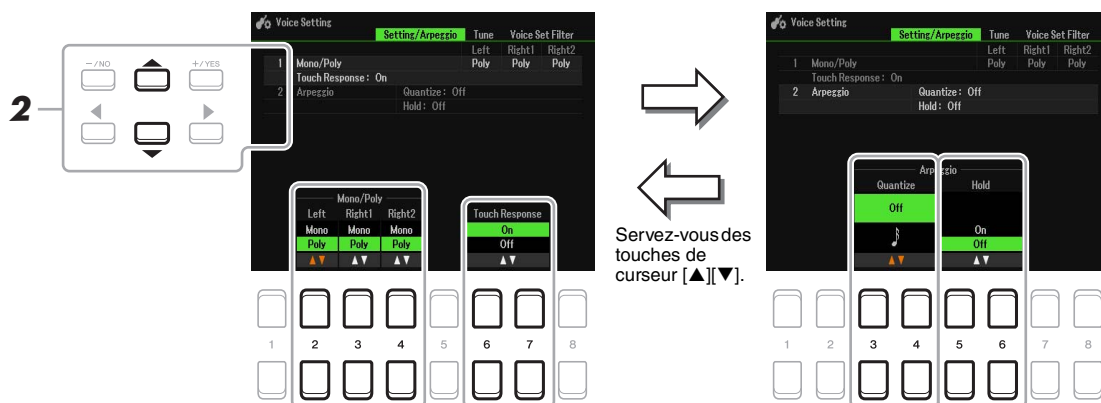 2
-/NO
+/YES
Voice Setting
Setting/Arpeggio Tune Voice Set Filter
Left Right1 Right2
1 Mono/Poly Poly Poly Poly
Touch Response: On
2 Arpeggio Quantize: Off
Hold: Off
Mono/Poly
Left Right1 Right2
Mono Mono Mono
Poly Poly Poly
▲▼ ▲▼ ▲▼
Touch Response
On
Off
▲▼
1 2 3 4 5 6 7 8
Servez-vous des
touches de
curseur [▲][▼].
Voice Setting
Setting/Arpeggio Tune Voice Set Filter
Left Right1 Right2
1 Mono/Poly Poly Poly Poly
Touch Response: On
2 Arpeggio Quantize: Off
Hold: Off
Arpeggio
Quantize Hold
Off
On
Off
▲▼ ▲▼
1 2 3 4 5 6 7 8